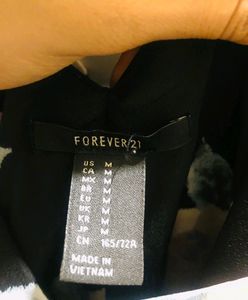 FOREVER 21
US M
CA M
MX M
BR M
EU M
UK M
KR M
JP M
CN 165/72A
MADE IN
VIETNAM